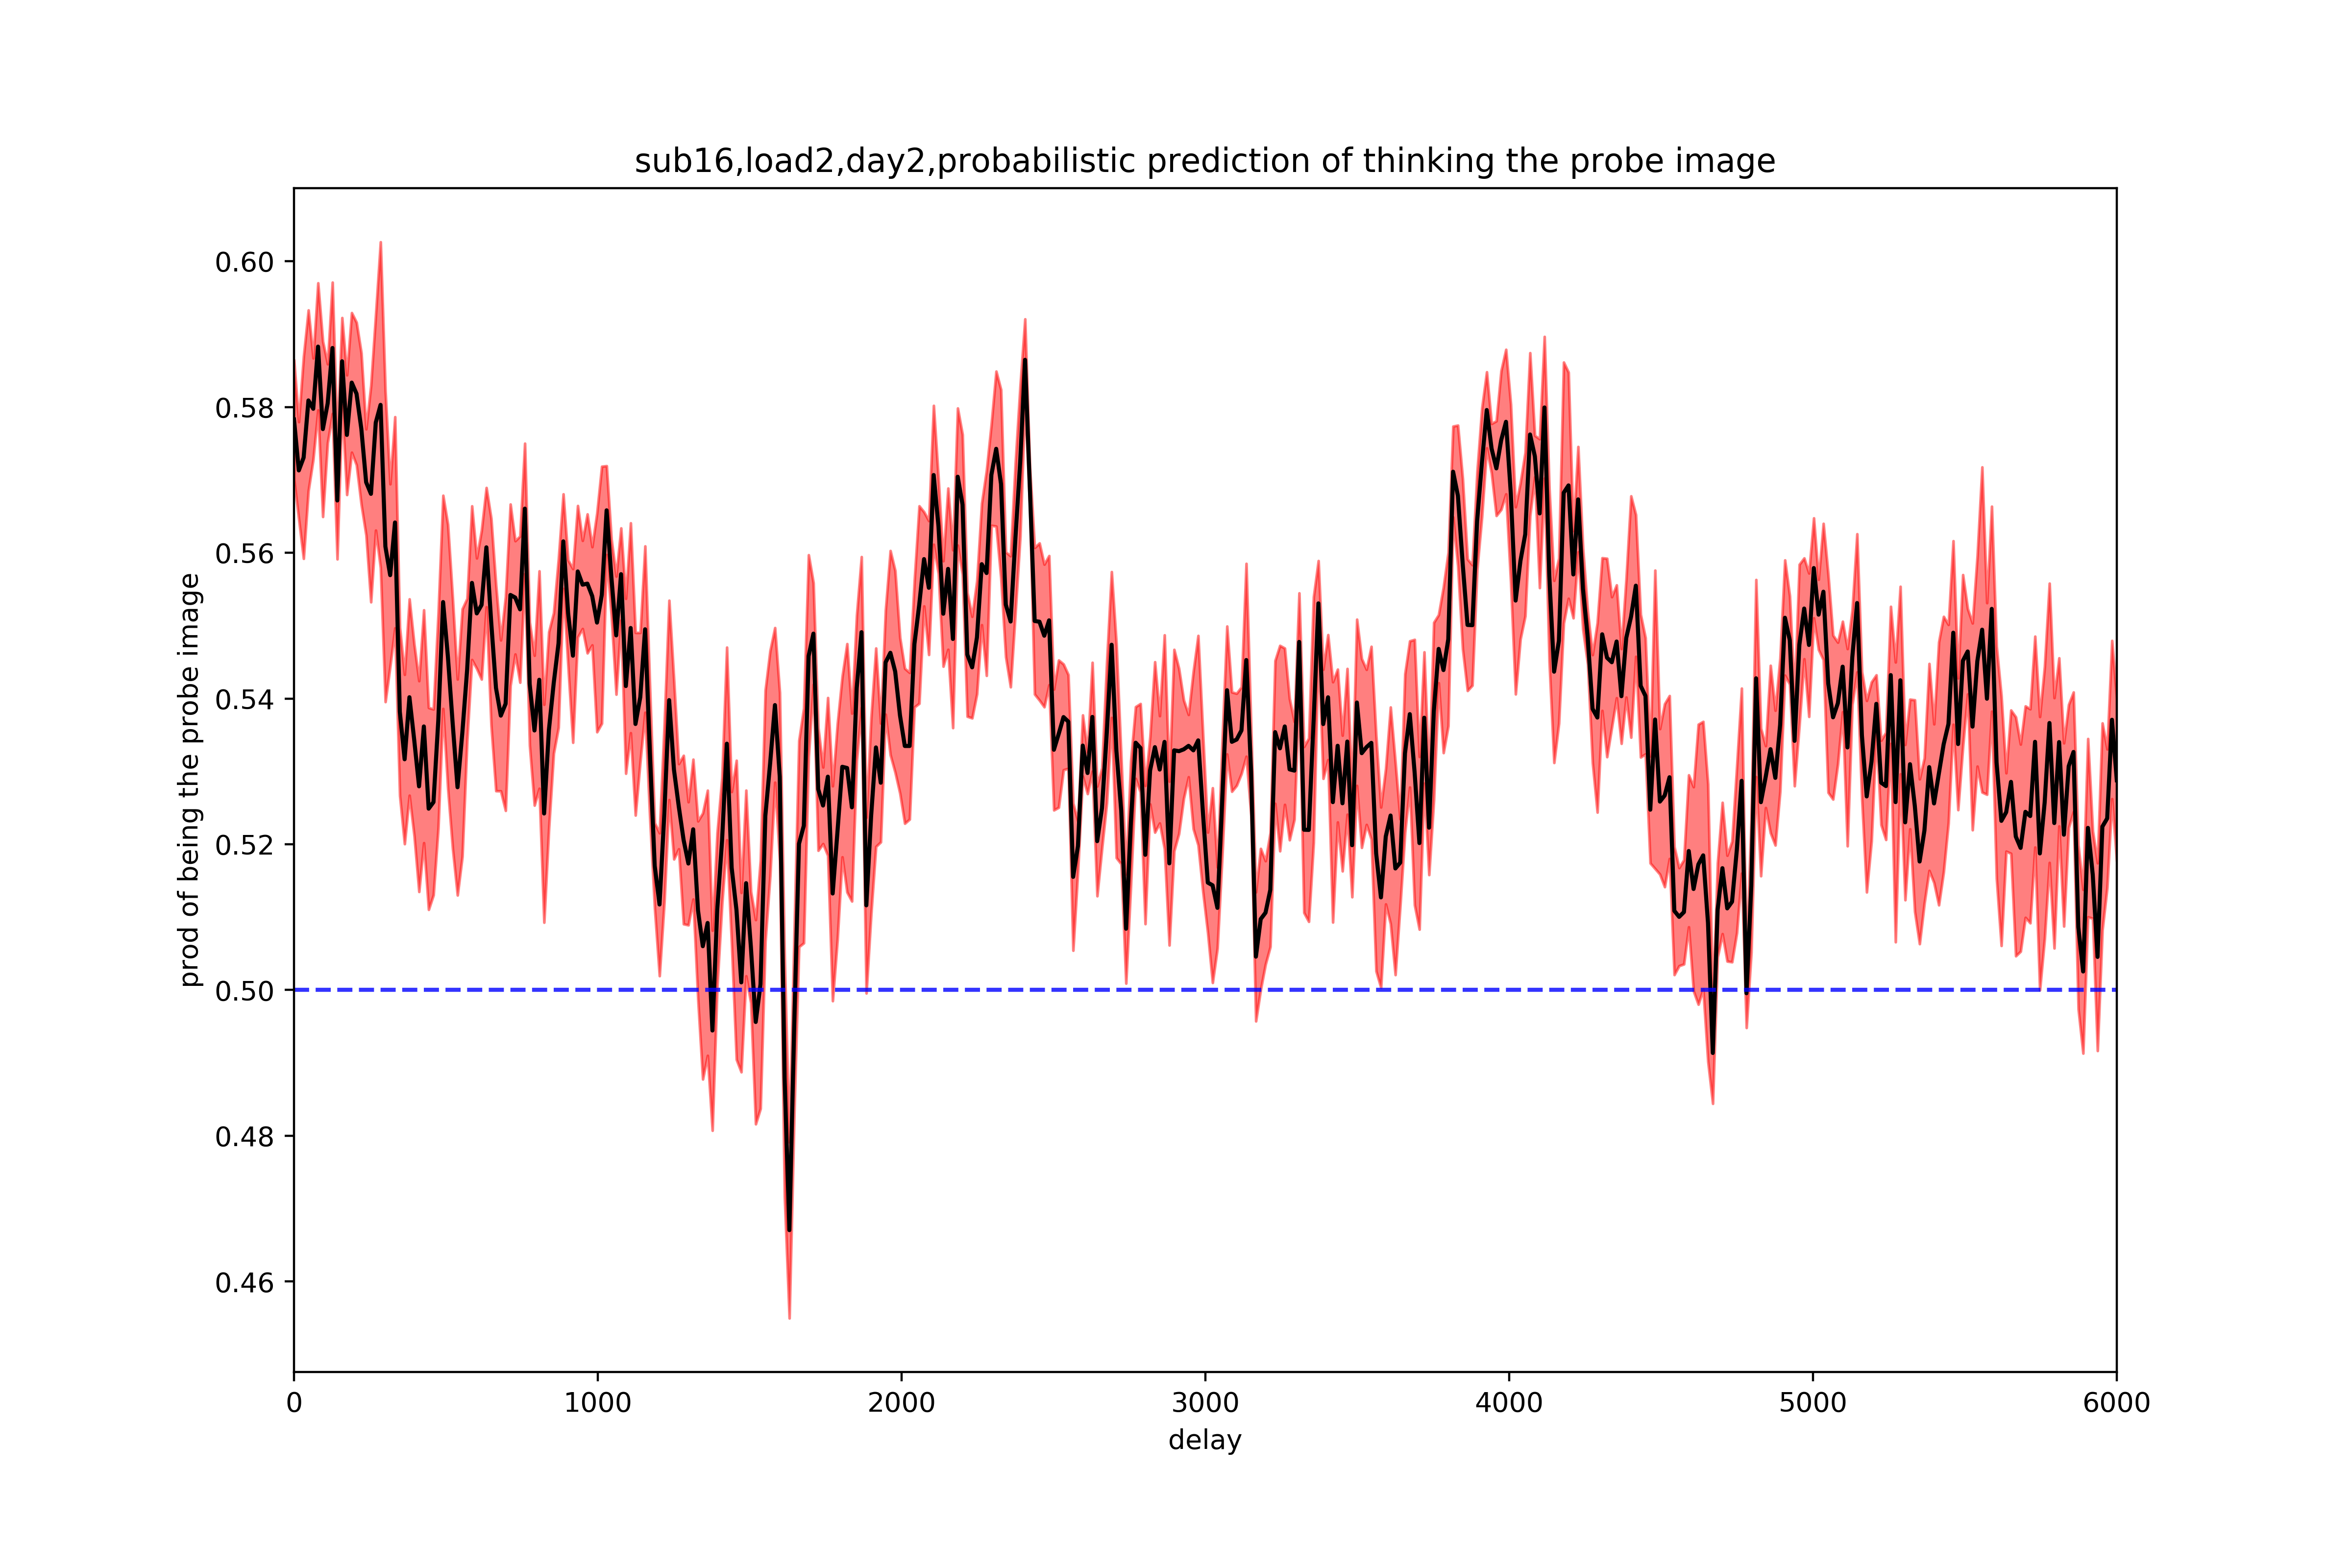 sub16,load2,day2,probabilistic prediction of thinking the probe image
prod of being the probe image
0.60
0.58
0.56
0.54
0.52
0.50
0.48
0.46
0 1000 2000 3000 4000 5000 6000
delay